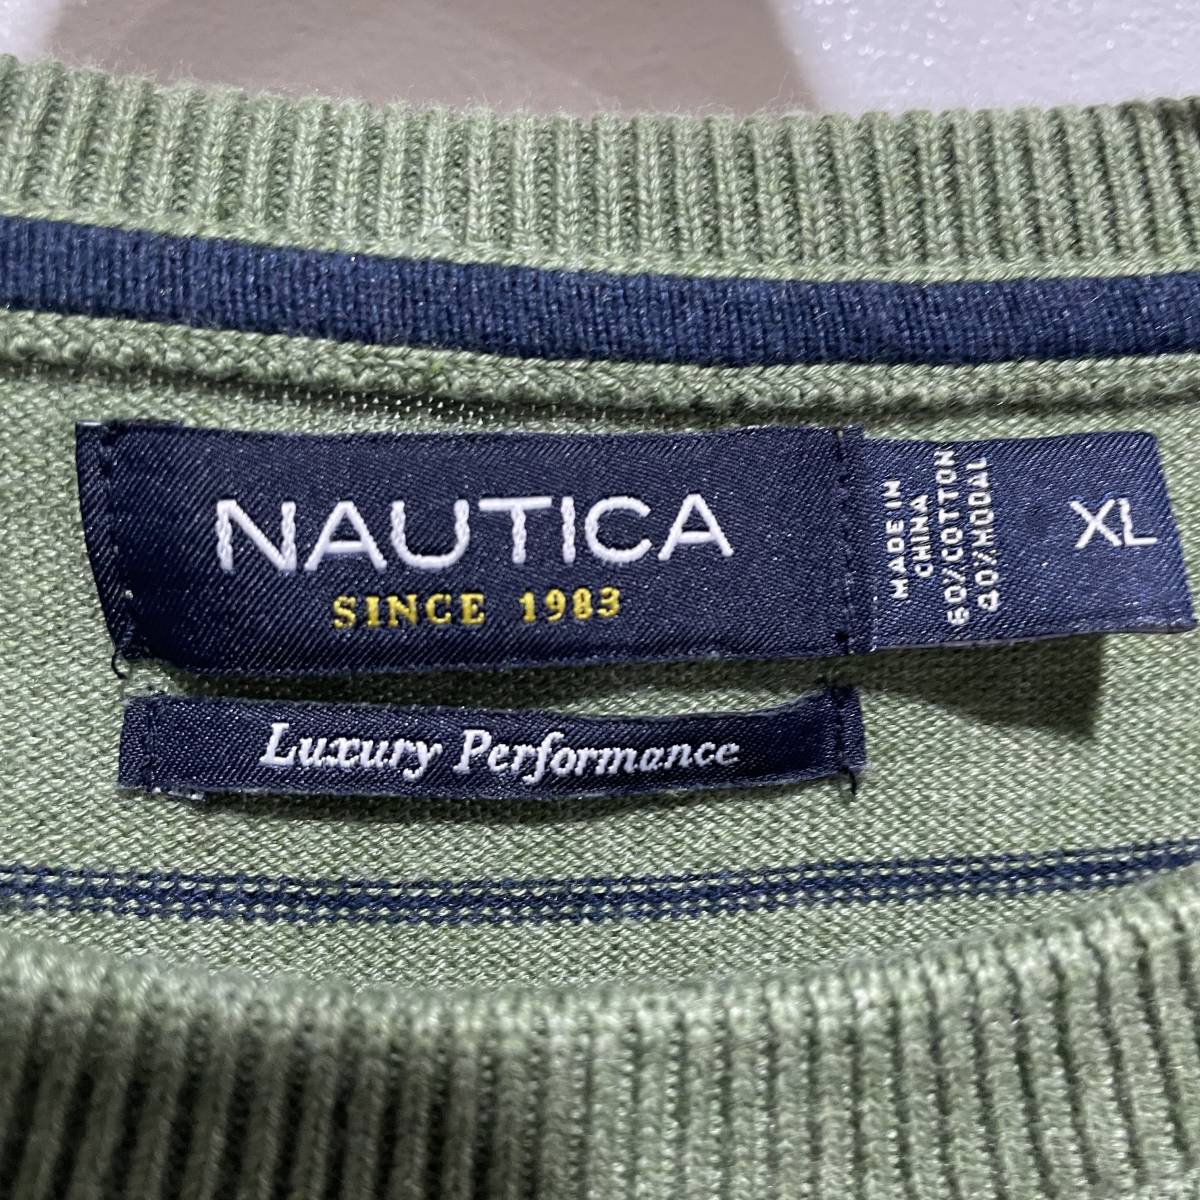 NAUTICA
SINCE 1983
Luxury Performance
MADE IN
CHINA
60%COTTON
40%MODAL
XL